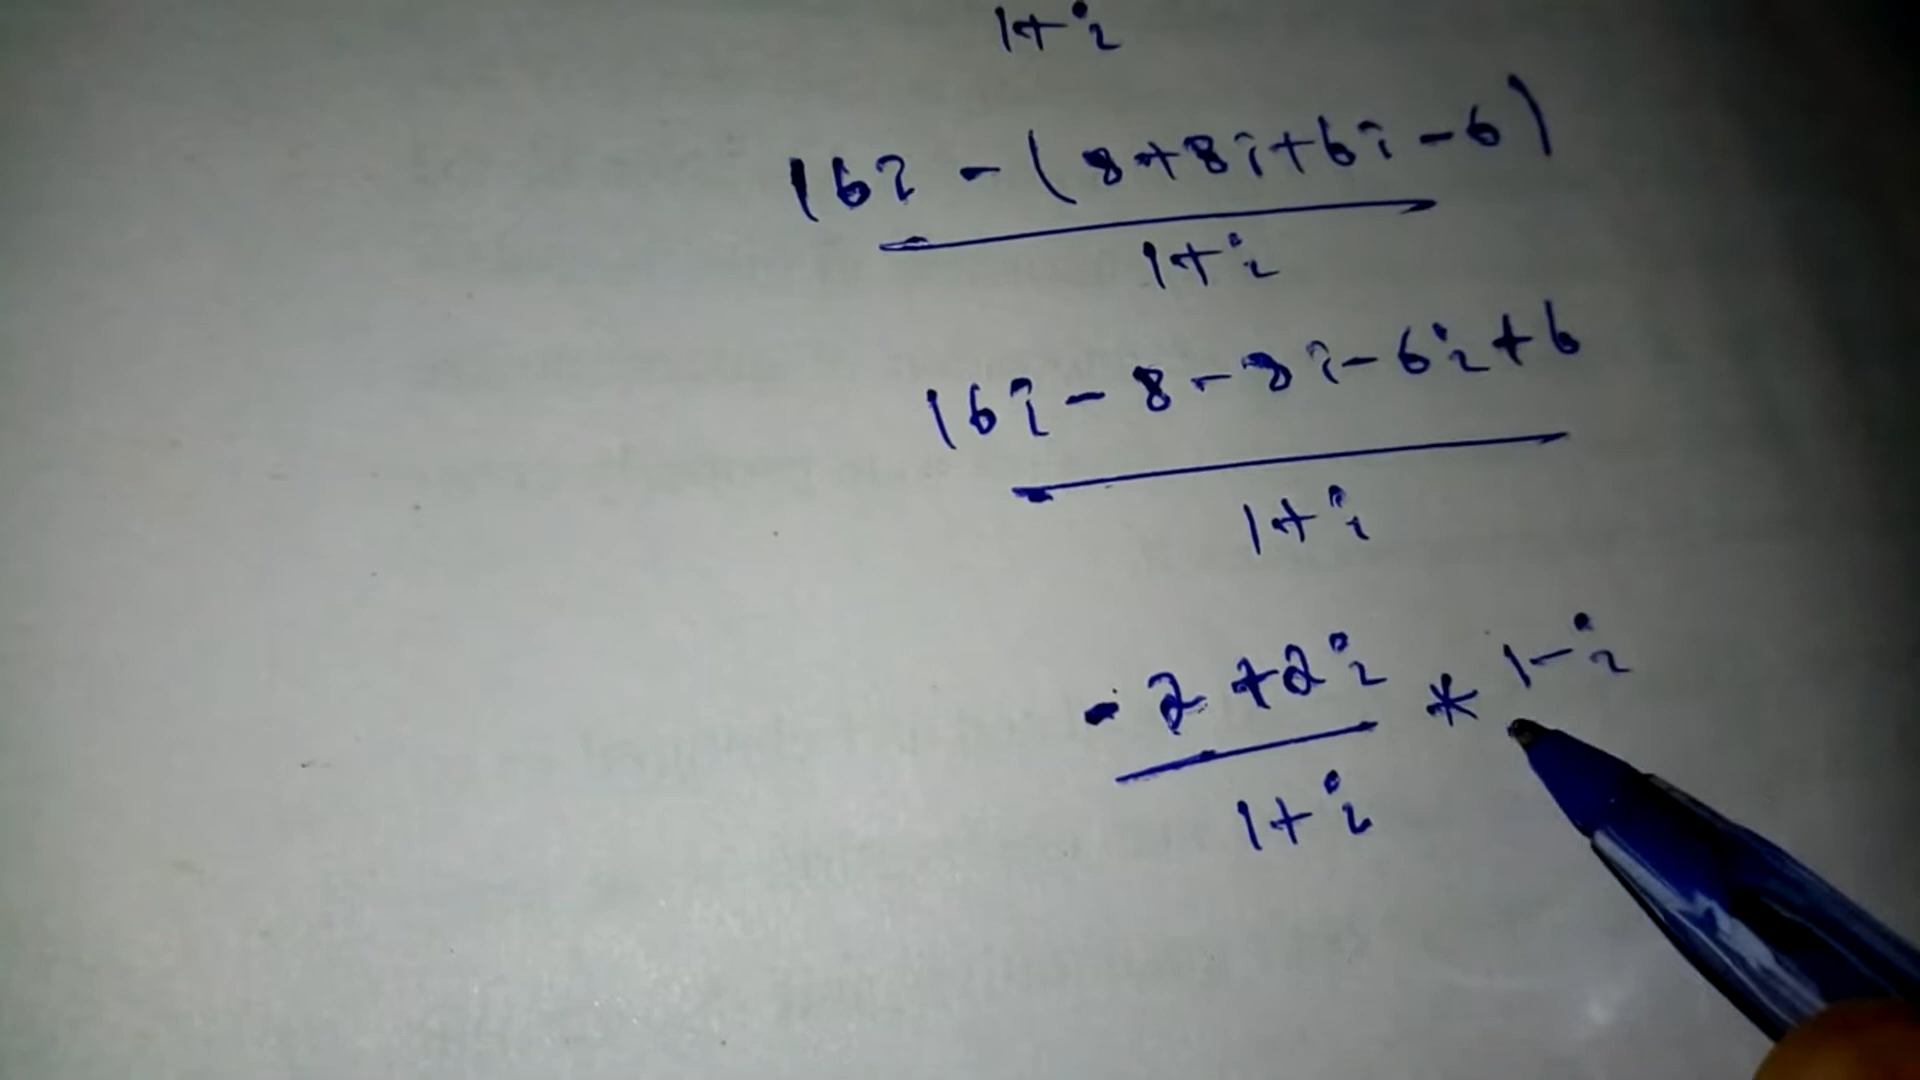 1+i
16i - (8+8i+6i-6)
1+i
16i - 8 - 8i - 6i + 6
1+i
-2 +2i * 1-i
1+i